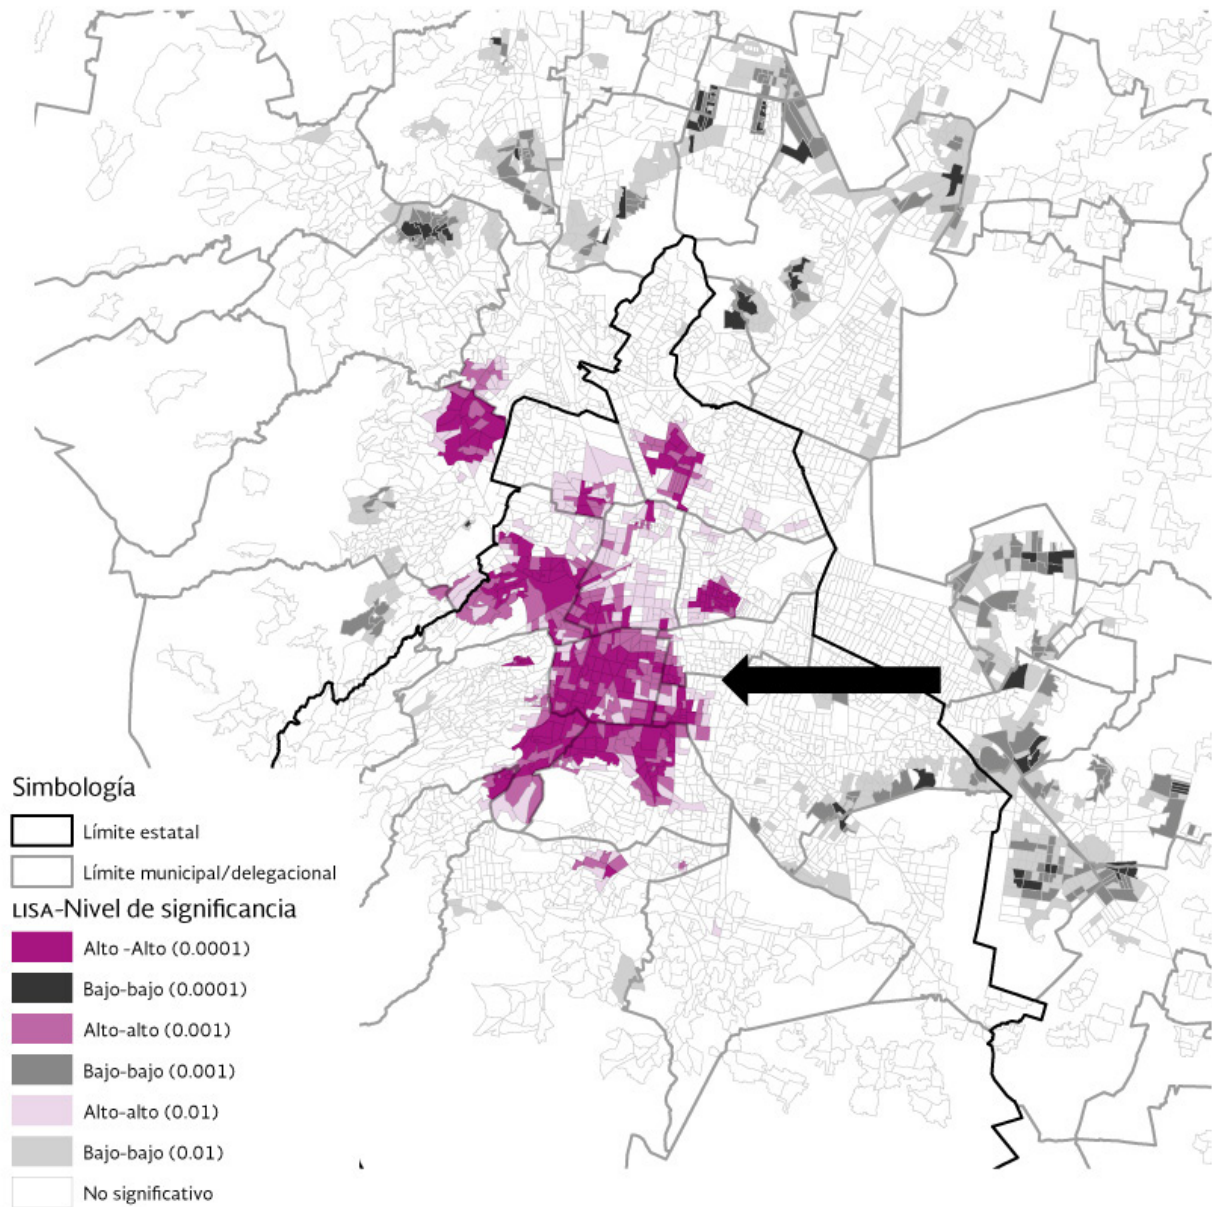 Simbología
Límite estatal
Límite municipal/delegacional
LISA-Nivel de significancia
Alto -Alto (0.0001)
Bajo-bajo (0.0001)
Alto-alto (0.001)
Bajo-bajo (0.001)
Alto-alto (0.01)
Bajo-bajo (0.01)
No significativo